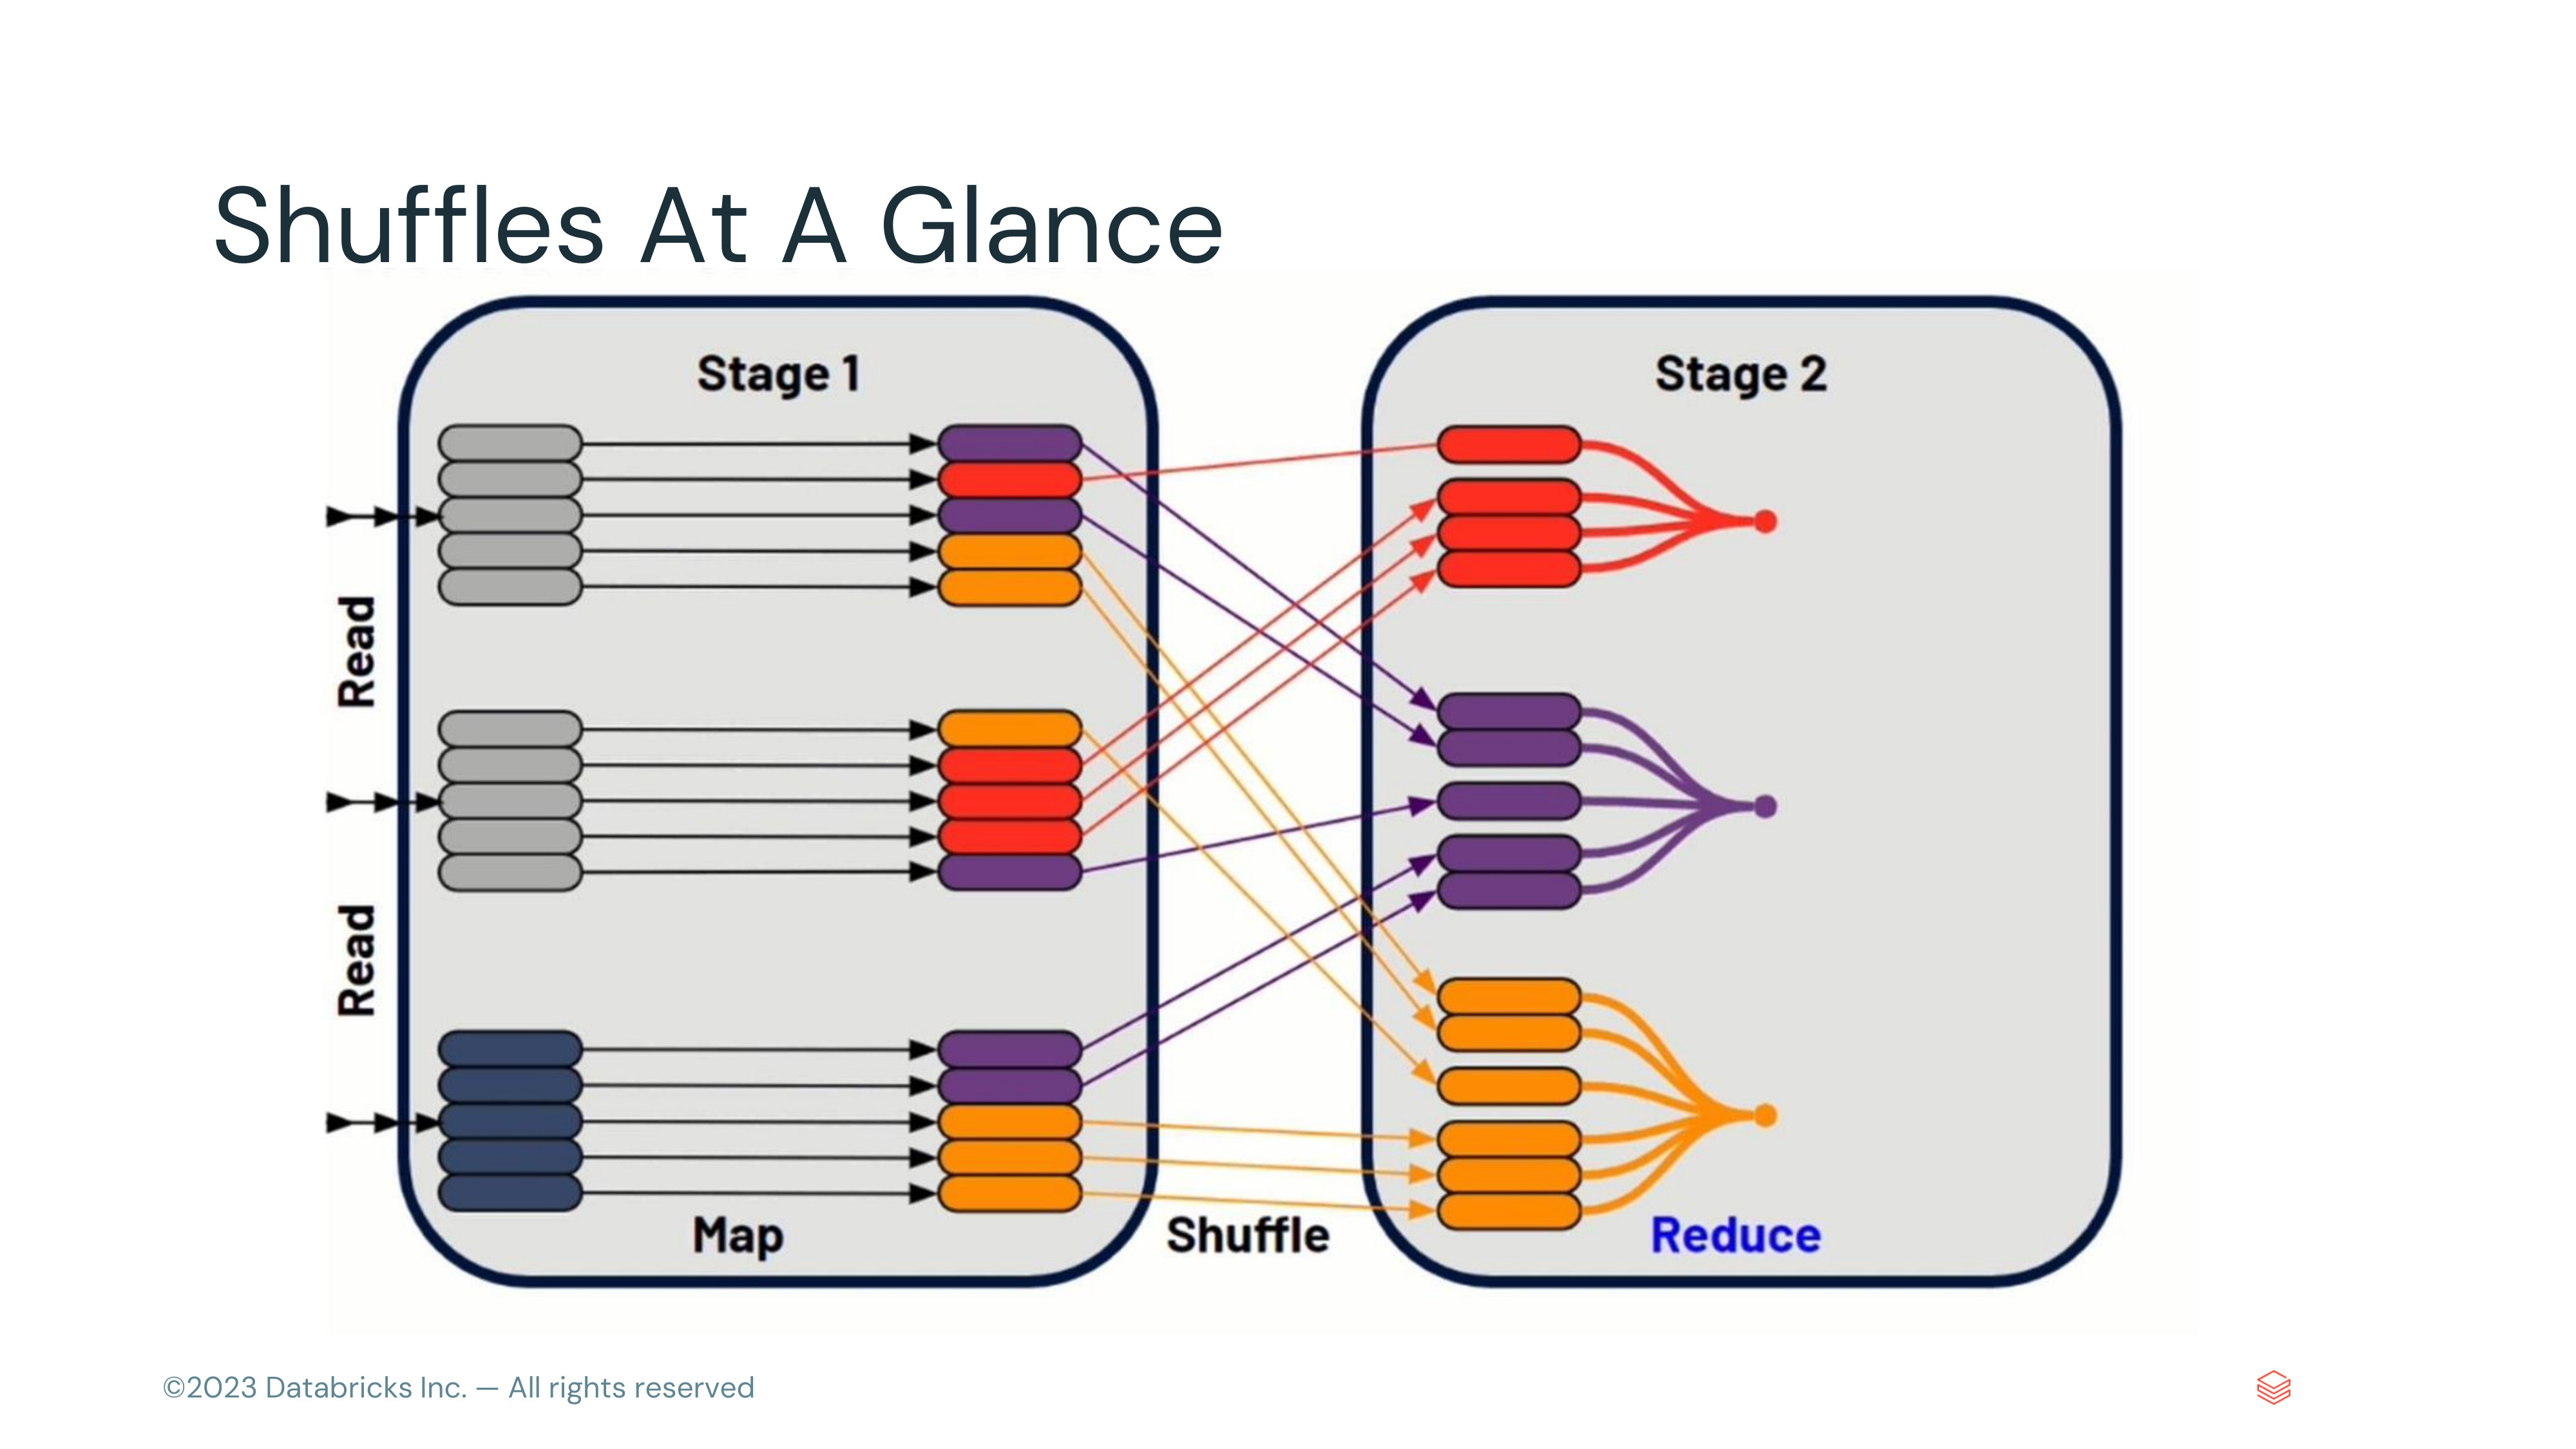 Shuffles At A Glance
Stage 1
Stage 2
Read
Read
Map
Shuffle
Reduce
©2023 Databricks Inc. — All rights reserved